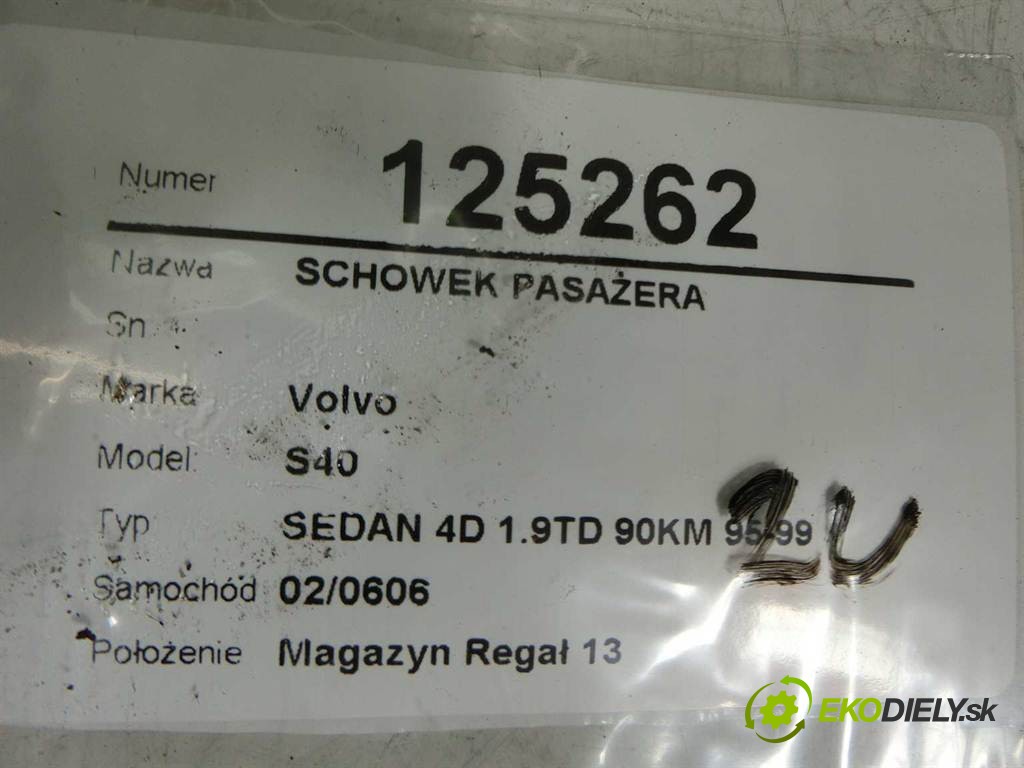 Numer 125262
Nazwa SCHOWEK PASAŻERA
Sn
Marka Volvo
Model: S40
Typ SEDAN 4D 1.9TD 90KM 95-99
Samochód 02/0606
Położenie Magazyn Regał 13
EKODIELY.sk